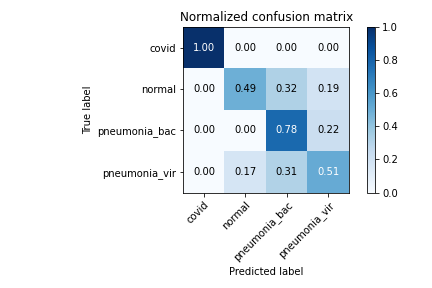 Normalized confusion matrix
True label
covid
1.00 0.00 0.00 0.00
normal
0.00 0.49 0.32 0.19
pneumonia_bac
0.00 0.00 0.78 0.22
pneumonia_vir
0.00 0.17 0.31 0.51
covid
normal
pneumonia_bac
pneumonia_vir
Predicted label
1.0
0.8
0.6
0.4
0.2
0.0